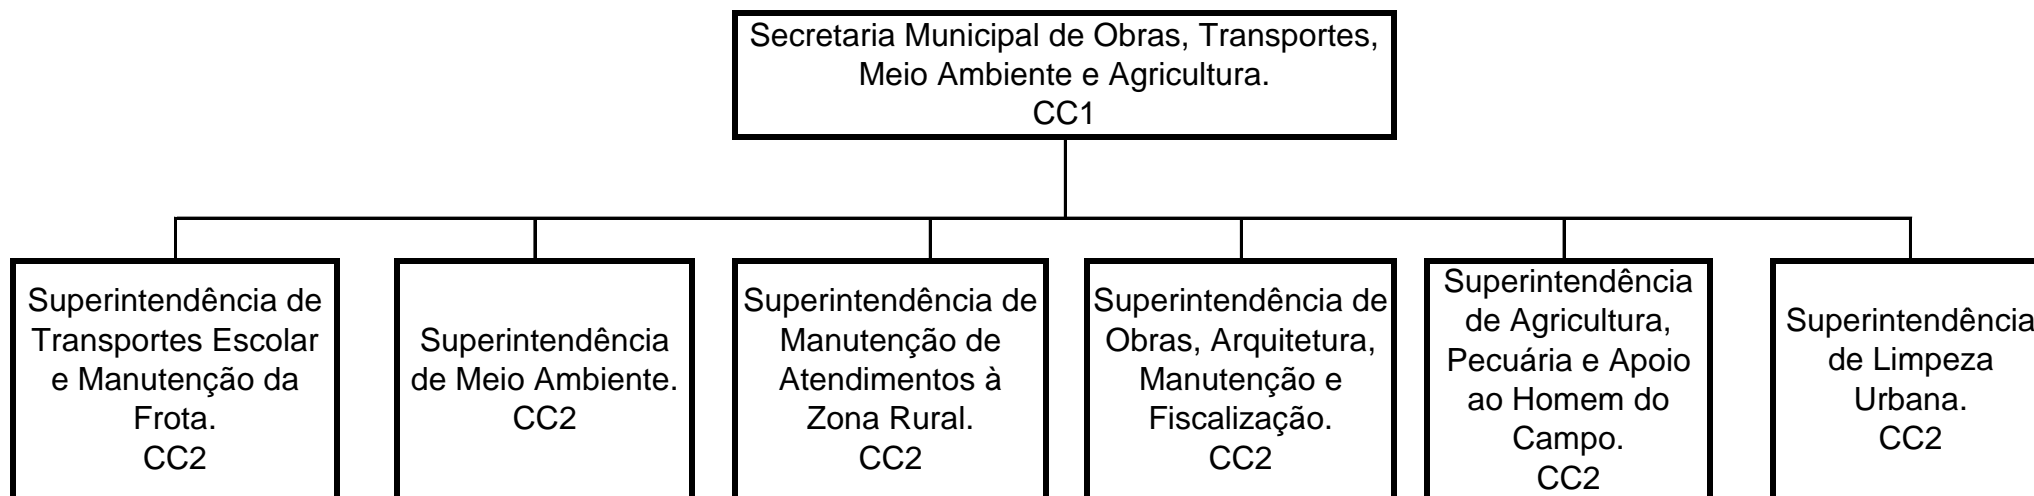 Secretaria Municipal de Obras, Transportes,
Meio Ambiente e Agricultura.
CC1
Superintendência de
Transportes Escolar
e Manutenção da
Frota.
CC2
Superintendência
de Meio Ambiente.
CC2
Superintendência de
Manutenção de
Atendimentos à
Zona Rural.
CC2
Superintendência de
Obras, Arquitetura,
Manutenção e
Fiscalização.
CC2
Superintendência
de Agricultura,
Pecuária e Apoio
ao Homem do
Campo.
CC2
Superintendência
de Limpeza
Urbana.
CC2